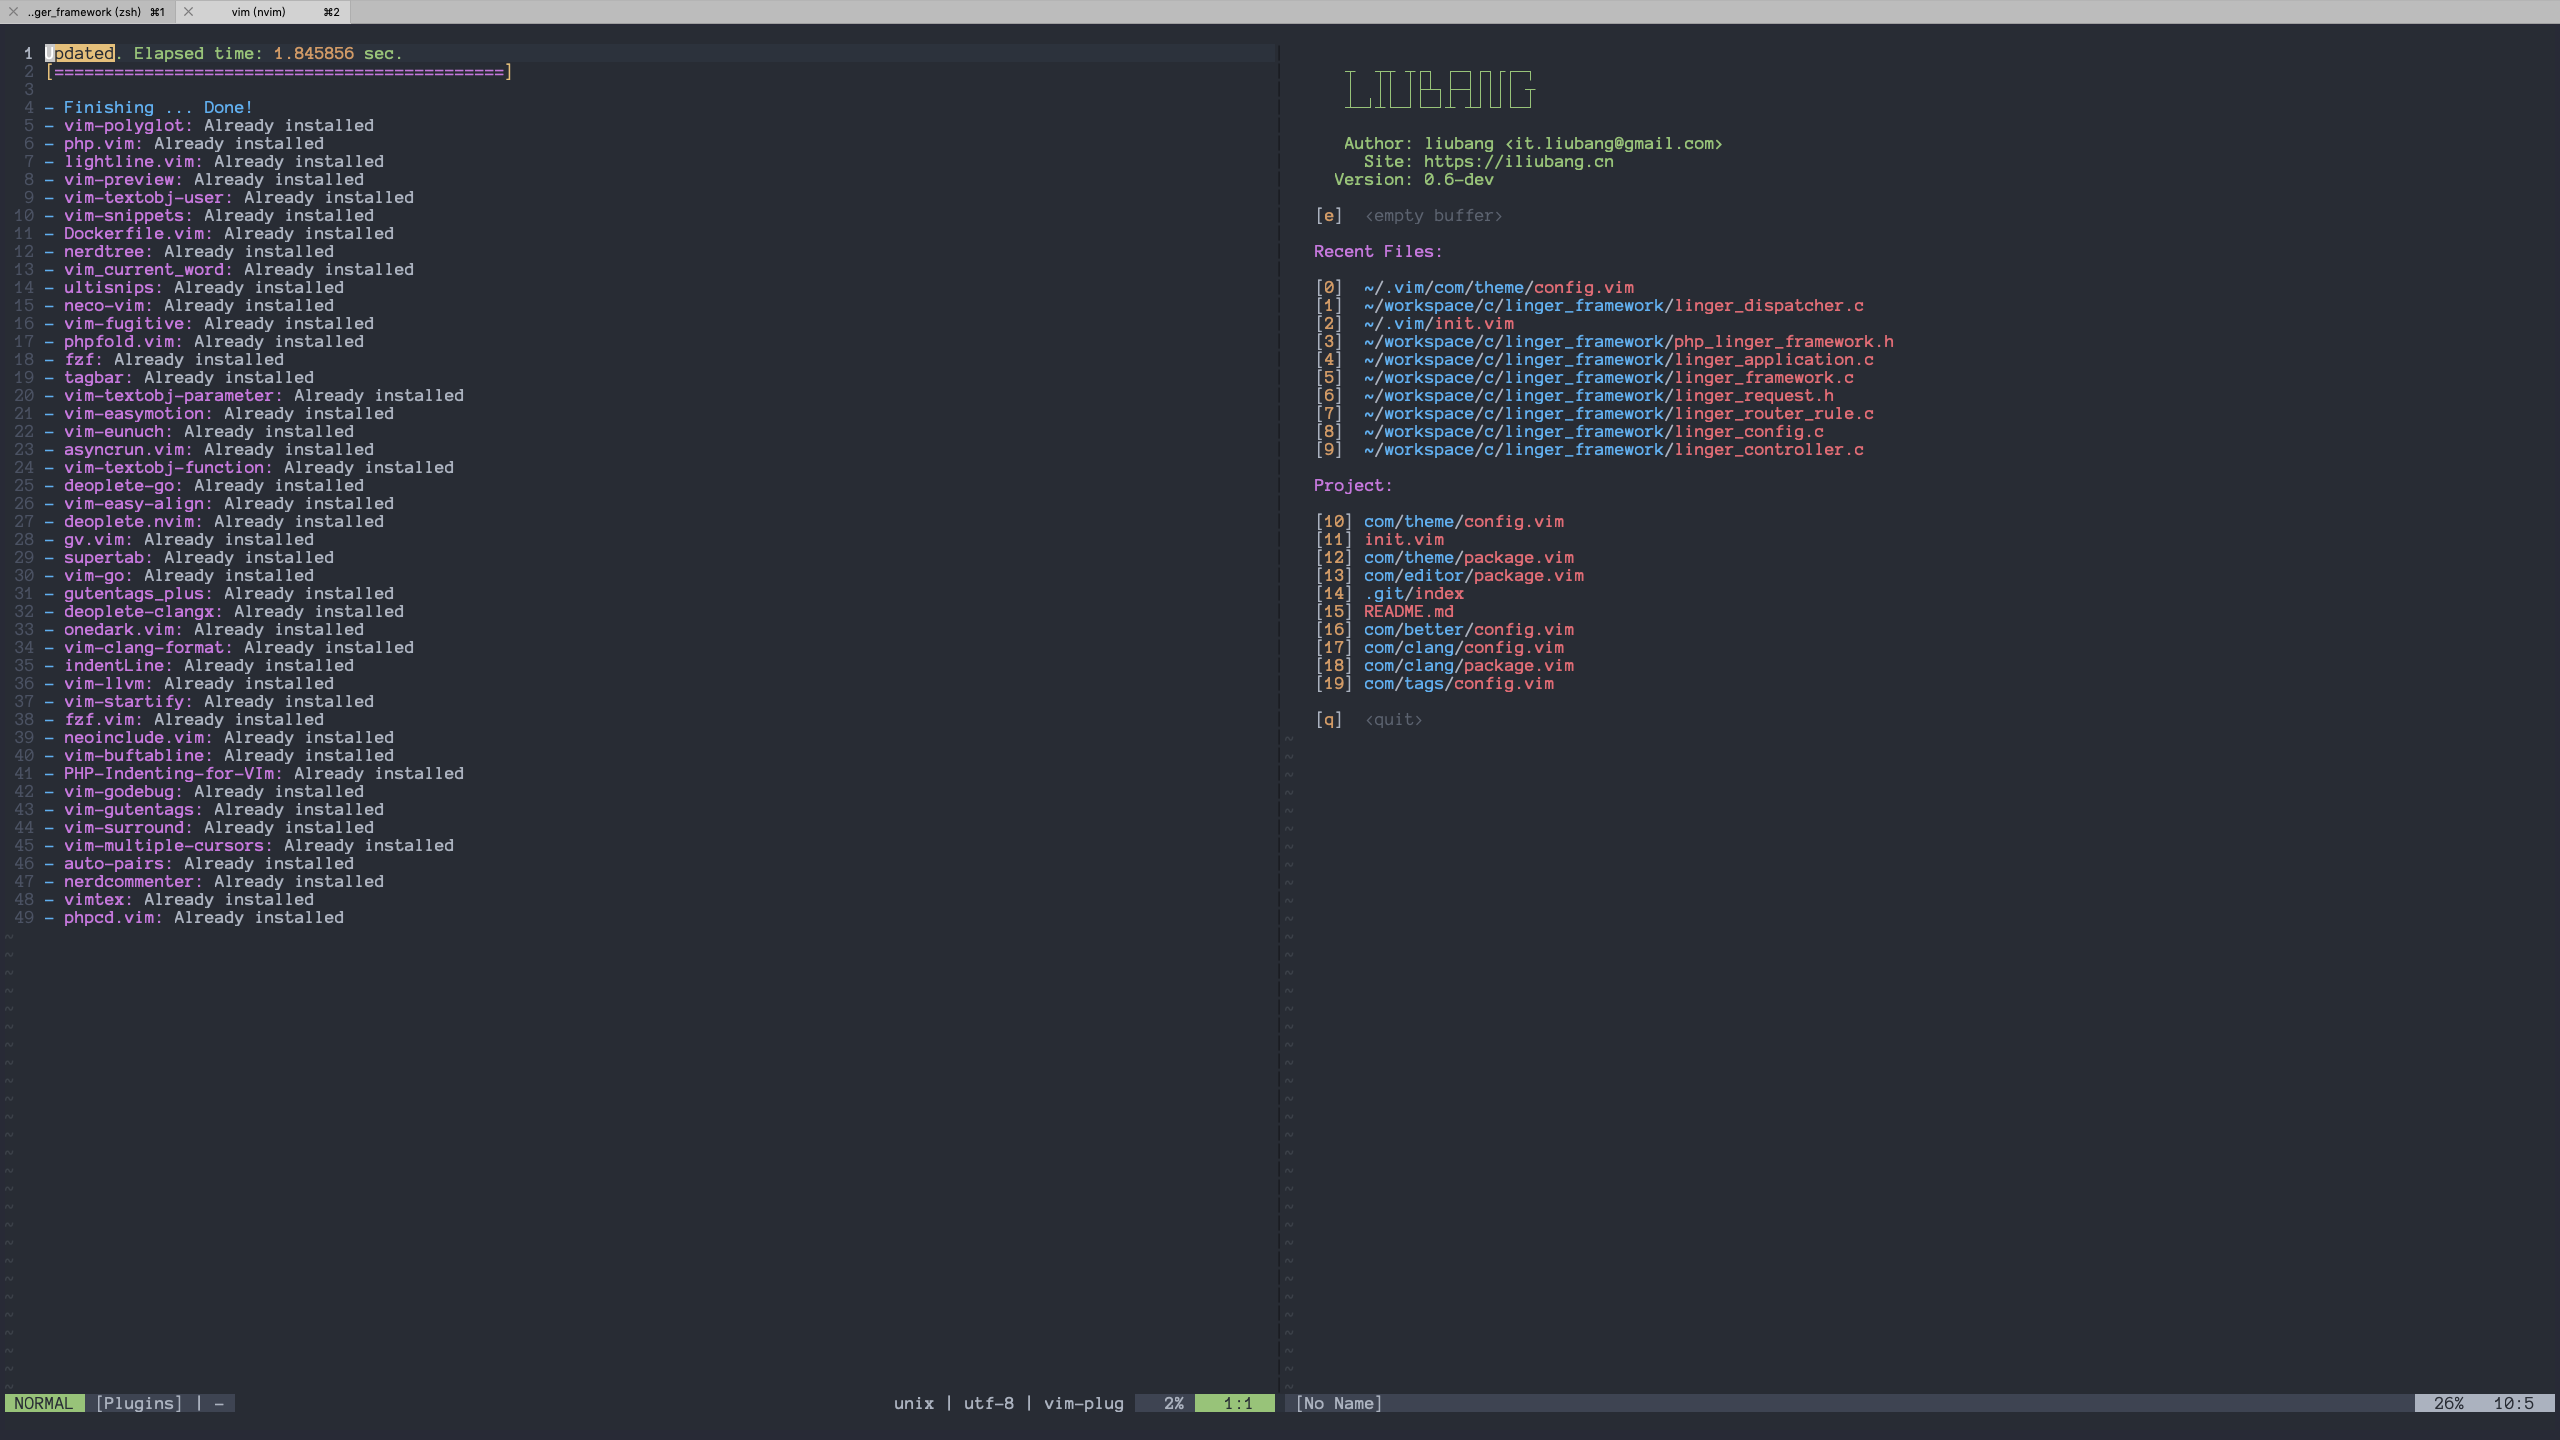 ..ger_framework (zsh) ⌘1 vim (nvim) ⌘2
1 Updated. Elapsed time: 1.845856 sec.
2 [=============================================]
3
4 - Finishing ... Done!
5 - vim-polyglot: Already installed
6 - php.vim: Already installed
7 - lightline.vim: Already installed
8 - vim-preview: Already installed
9 - vim-textobj-user: Already installed
10 - vim-snippets: Already installed
11 - Dockerfile.vim: Already installed
12 - nerdtree: Already installed
13 - vim_current_word: Already installed
14 - ultisnips: Already installed
15 - neco-vim: Already installed
16 - vim-fugitive: Already installed
17 - phpfold.vim: Already installed
18 - fzf: Already installed
19 - tagbar: Already installed
20 - vim-textobj-parameter: Already installed
21 - vim-easymotion: Already installed
22 - vim-eunuch: Already installed
23 - asyncrun.vim: Already installed
24 - vim-textobj-function: Already installed
25 - deoplete-go: Already installed
26 - vim-easy-align: Already installed
27 - deoplete.nvim: Already installed
28 - gv.vim: Already installed
29 - supertab: Already installed
30 - vim-go: Already installed
31 - gutentags_plus: Already installed
32 - deoplete-clangx: Already installed
33 - onedark.vim: Already installed
34 - vim-clang-format: Already installed
35 - indentLine: Already installed
36 - vim-llvm: Already installed
37 - vim-startify: Already installed
38 - fzf.vim: Already installed
39 - neoinclude.vim: Already installed
40 - vim-buftabline: Already installed
41 - PHP-Indenting-for-VIm: Already installed
42 - vim-godebug: Already installed
43 - vim-gutentags: Already installed
44 - vim-surround: Already installed
45 - vim-multiple-cursors: Already installed
46 - auto-pairs: Already installed
47 - nerdcommenter: Already installed
48 - vimtex: Already installed
49 - phpcd.vim: Already installed
NORMAL [Plugins] | - unix | utf-8 | vim-plug 2% 1:1
LIUBANG
Author: liubang <it.liubang@gmail.com>
Site: https://iliubang.cn
Version: 0.6-dev
[e] <empty buffer>
Recent Files:
[0] ~/.vim/com/theme/config.vim
[1] ~/workspace/c/linger_framework/linger_dispatcher.c
[2] ~/.vim/init.vim
[3] ~/workspace/c/linger_framework/php_linger_framework.h
[4] ~/workspace/c/linger_framework/linger_application.c
[5] ~/workspace/c/linger_framework/linger_framework.c
[6] ~/workspace/c/linger_framework/linger_request.h
[7] ~/workspace/c/linger_framework/linger_router_rule.c
[8] ~/workspace/c/linger_framework/linger_config.c
[9] ~/workspace/c/linger_framework/linger_controller.c
Project:
[10] com/theme/config.vim
[11] init.vim
[12] com/theme/package.vim
[13] com/editor/package.vim
[14] .git/index
[15] README.md
[16] com/better/config.vim
[17] com/clang/config.vim
[18] com/clang/package.vim
[19] com/tags/config.vim
[q] <quit>
[No Name] 26% 10:5